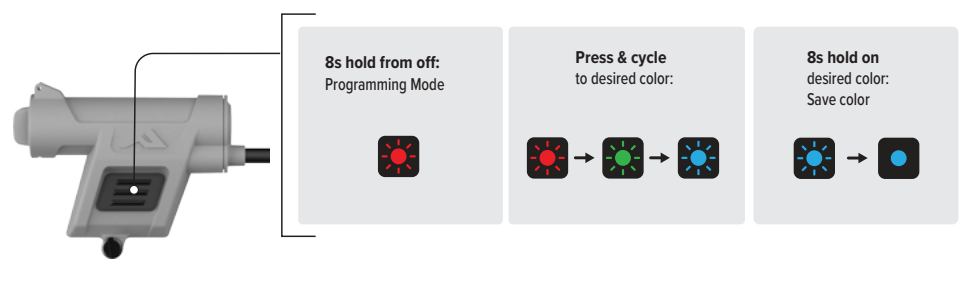 8s hold from off:
Programming Mode
Press & cycle
to desired color:
8s hold on
desired color:
Save color